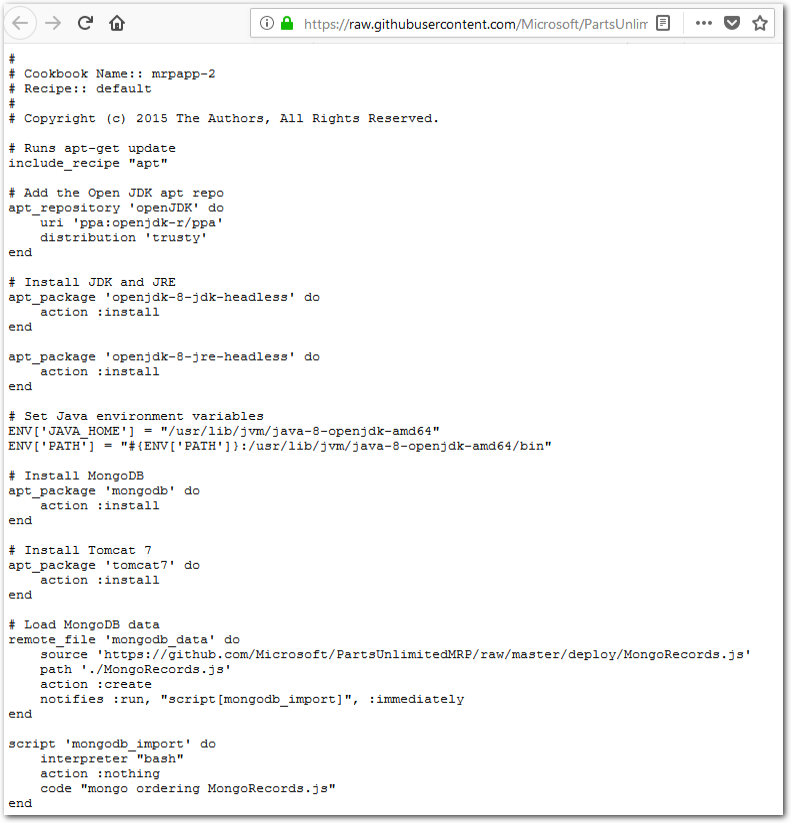 https://raw.githubusercontent.com/Microsoft/PartsUnlim
#
# Cookbook Name:: mrpapp-2
# Recipe:: default
#
# Copyright (c) 2015 The Authors, All Rights Reserved.

# Runs apt-get update
include_recipe "apt"

# Add the Open JDK apt repo
apt_repository 'openJDK' do
    uri 'ppa:openjdk-r/ppa'
    distribution 'trusty'
end

# Install JDK and JRE
apt_package 'openjdk-8-jdk-headless' do
    action :install
end

apt_package 'openjdk-8-jre-headless' do
    action :install
end

# Set Java environment variables
ENV['JAVA_HOME'] = "/usr/lib/jvm/java-8-openjdk-amd64"
ENV['PATH'] = "#{ENV['PATH']}:/usr/lib/jvm/java-8-openjdk-amd64/bin"

# Install MongoDB
apt_package 'mongodb' do
    action :install
end

# Install Tomcat 7
apt_package 'tomcat7' do
    action :install
end

# Load MongoDB data
remote_file 'mongodb_data' do
    source 'https://github.com/Microsoft/PartsUnlimitedMRP/raw/master/deploy/MongoRecords.js'
    path './MongoRecords.js'
    action :create
    notifies :run, "script[mongodb_import]", :immediately
end

script 'mongodb_import' do
    interpreter "bash"
    action :nothing
    code "mongo ordering MongoRecords.js"
end